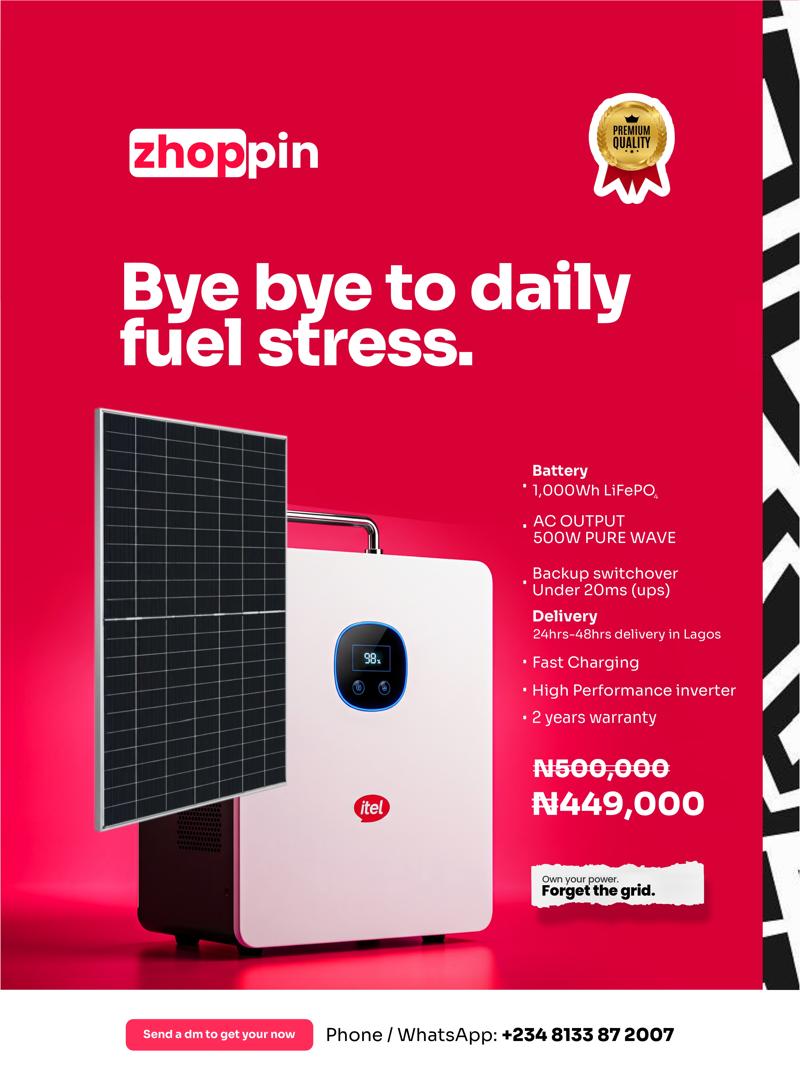 zhoppin
PREMIUM
QUALITY
Bye bye to daily
fuel stress.
98%
itel
Battery
· 1,000Wh LiFePO₄
· AC OUTPUT
500W PURE WAVE
· Backup switchover
Under 20ms (ups)
Delivery
24hrs-48hrs delivery in Lagos
· Fast Charging
· High Performance inverter
· 2 years warranty
₦500,000
₦449,000
Own your power.
Forget the grid.
Send a dm to get your now
Phone / WhatsApp: +234 8133 87 2007